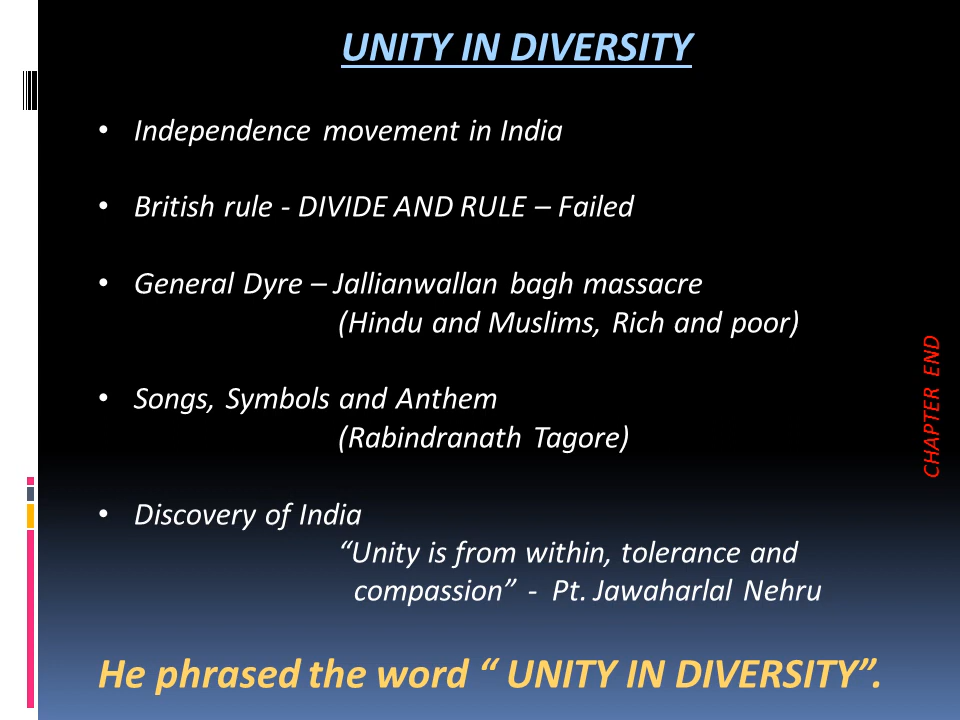 UNITY IN DIVERSITY
• Independence movement in India
• British rule - DIVIDE AND RULE – Failed
• General Dyre – Jallianwallan bagh massacre
(Hindu and Muslims, Rich and poor)
• Songs, Symbols and Anthem
(Rabindranath Tagore)
• Discovery of India
“Unity is from within, tolerance and
compassion” - Pt. Jawaharlal Nehru
He phrased the word “ UNITY IN DIVERSITY”.
CHAPTER END